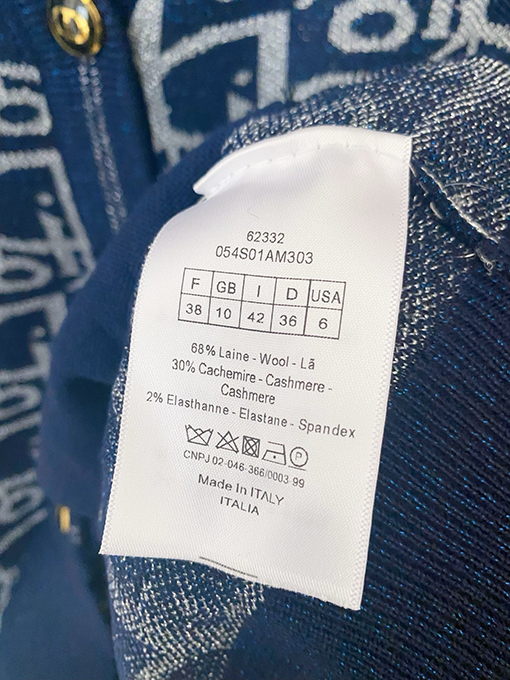 62332
054S01AM303
F GB I D USA
38 10 42 36 6
68% Laine - Wool - Lã
30% Cachemire - Cashmere -
Cashmere
2% Elasthanne - Elastane - Spandex
P
CNPJ 02-046-366/0003-99
Made In ITALY
ITALIA